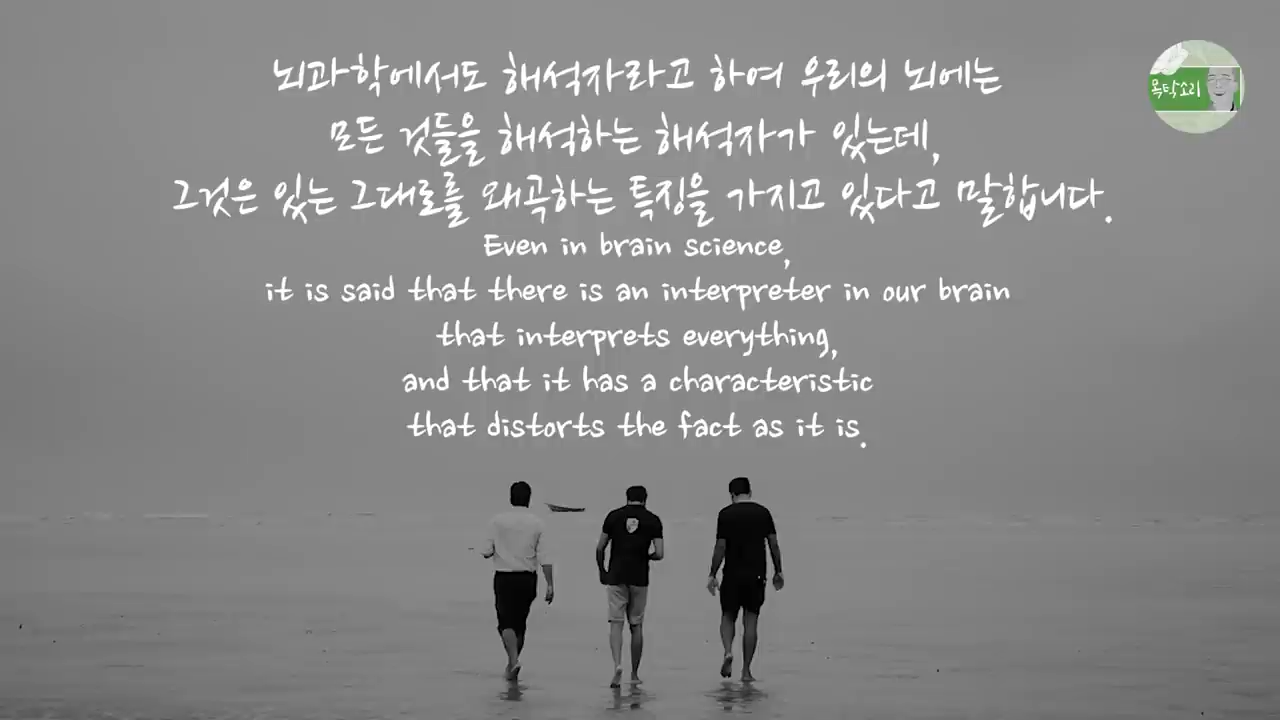 뇌과학에서도 해석자라고 하여 우리의 뇌에는
모든 것들을 해석하는 해석자가 있는데,
그것은 있는 그대로를 왜곡하는 특징을 가지고 있다고 말합니다.
Even in brain science,
it is said that there is an interpreter in our brain
that interprets everything,
and that it has a characteristic
that distorts the fact as it is.
목탁소리